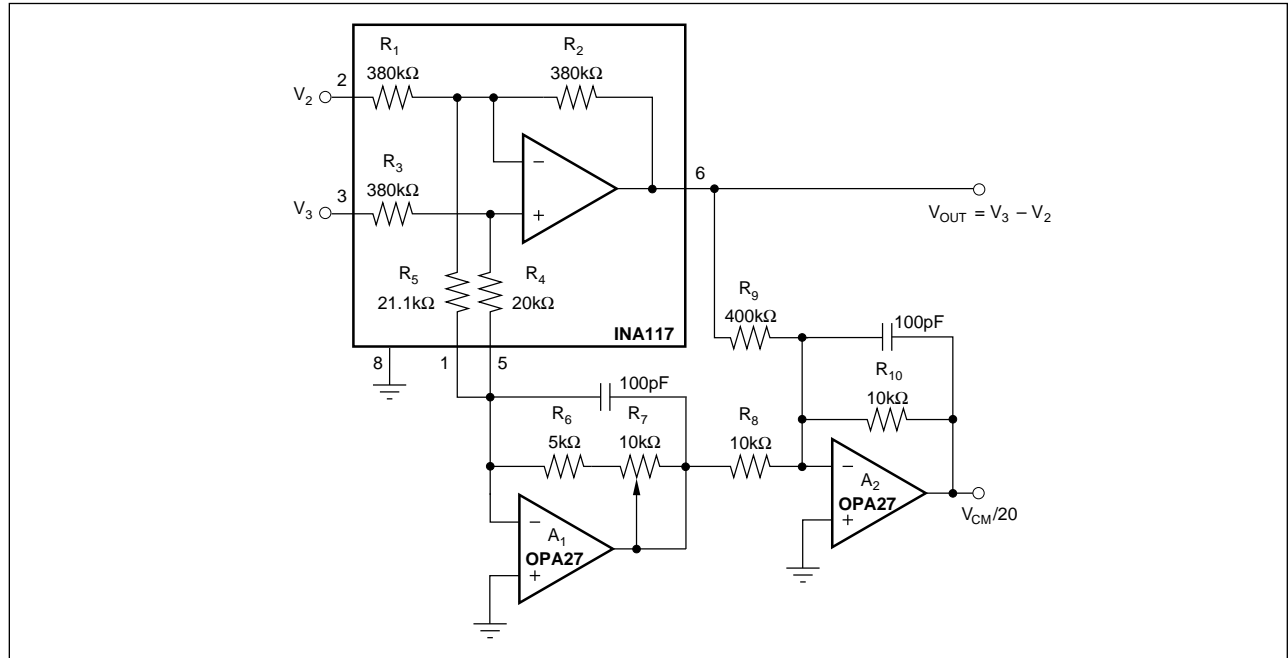 R1
380kΩ
R2
380kΩ
2
V2
R3
380kΩ
3
V3
−
+
6
VOUT = V3 – V2
R5
21.1kΩ
R4
20kΩ
INA117
8
1
5
R9
400kΩ
100pF
R10
10kΩ
100pF
R6
5kΩ
R7
10kΩ
R8
10kΩ
−
A1
OPA27
+
−
A2
OPA27
+
VCM/20